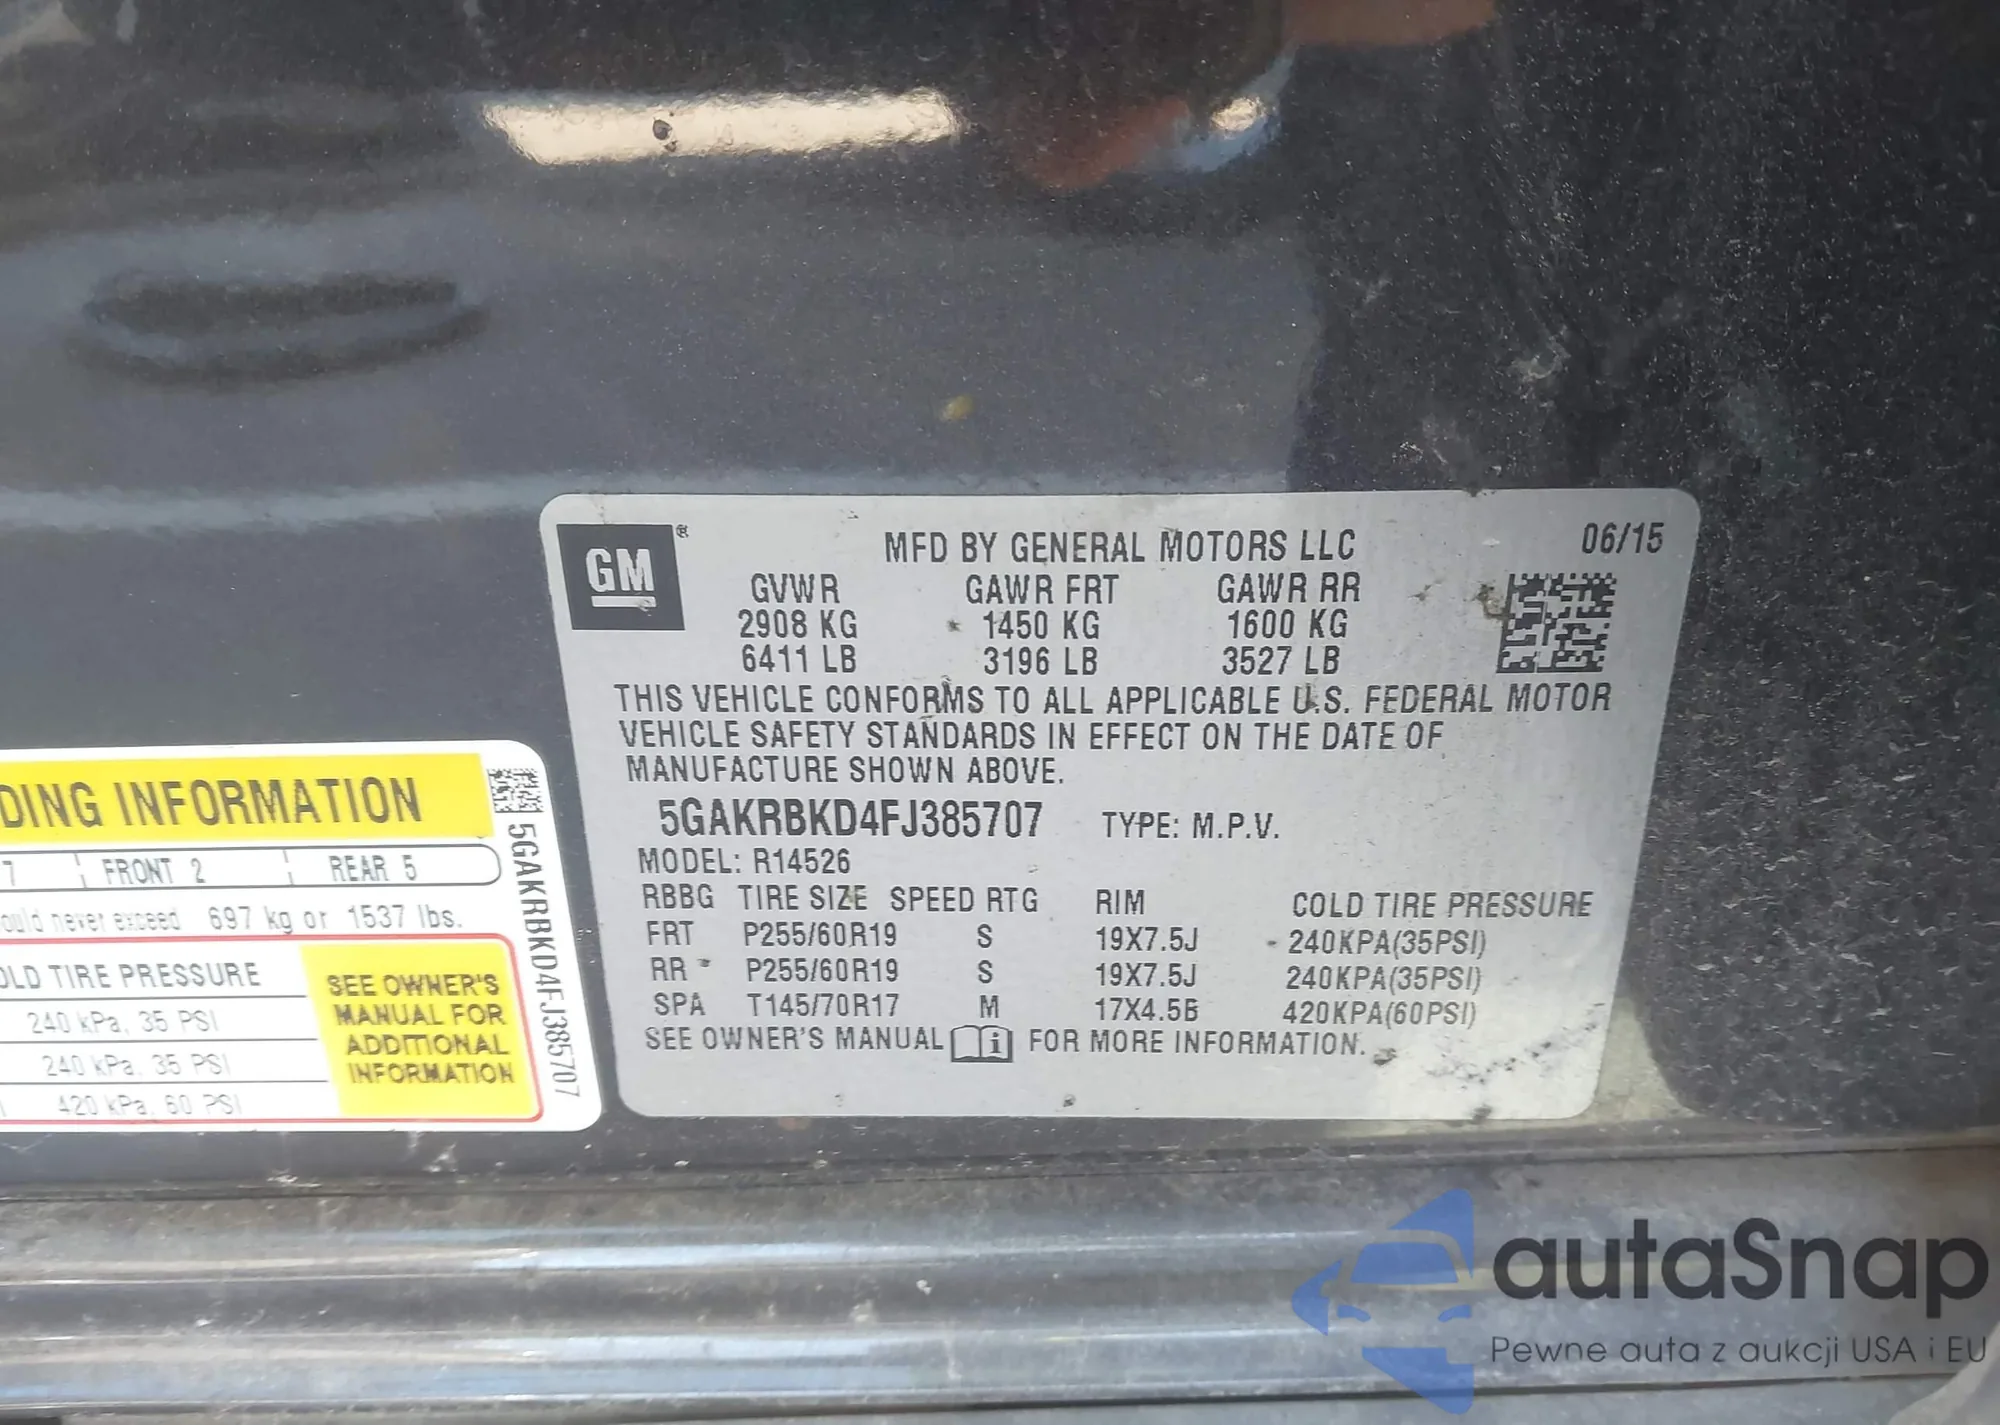 GM ®
MFD BY GENERAL MOTORS LLC 06/15
GVWR GAWR FRT GAWR RR
2908 KG 1450 KG 1600 KG
6411 LB 3196 LB 3527 LB
THIS VEHICLE CONFORMS TO ALL APPLICABLE U.S. FEDERAL MOTOR
VEHICLE SAFETY STANDARDS IN EFFECT ON THE DATE OF
MANUFACTURE SHOWN ABOVE.
5GAKRBKD4FJ385707 TYPE: M.P.V.
MODEL: R14526
RBBG TIRE SIZE SPEED RTG RIM COLD TIRE PRESSURE
FRT P255/60R19 S 19X7.5J 240KPA(35PSI)
RR P255/60R19 S 19X7.5J 240KPA(35PSI)
SPA T145/70R17 M 17X4.5B 420KPA(60PSI)
SEE OWNER'S MANUAL i FOR MORE INFORMATION.
DING INFORMATION
7 FRONT 2 REAR 5
ould never exceed 697 kg or 1537 lbs.
OLD TIRE PRESSURE
240 kPa, 35 PSI
240 kPa, 35 PSI
420 kPa, 60 PSI
SEE OWNER'S
MANUAL FOR
ADDITIONAL
INFORMATION
5GAKRBKD4FJ385707
autaSnap
Pewne auta z aukcji USA i EU